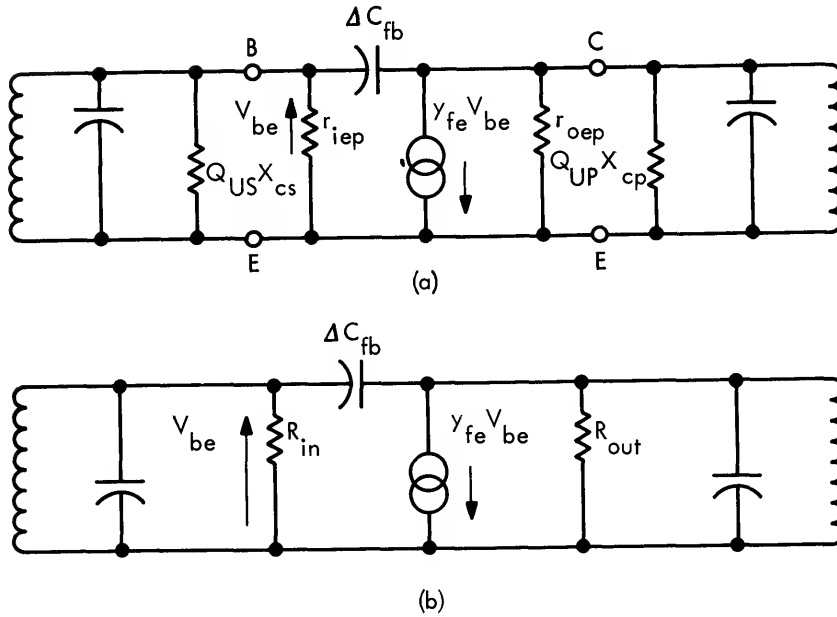 ΔC_fb
B
C
V_be
r_iep
y_fe V_be
r_oep
Q_US X_cs
Q_UP X_cp
E
E
(a)
ΔC_fb
V_be
R_in
y_fe V_be
R_out
(b)